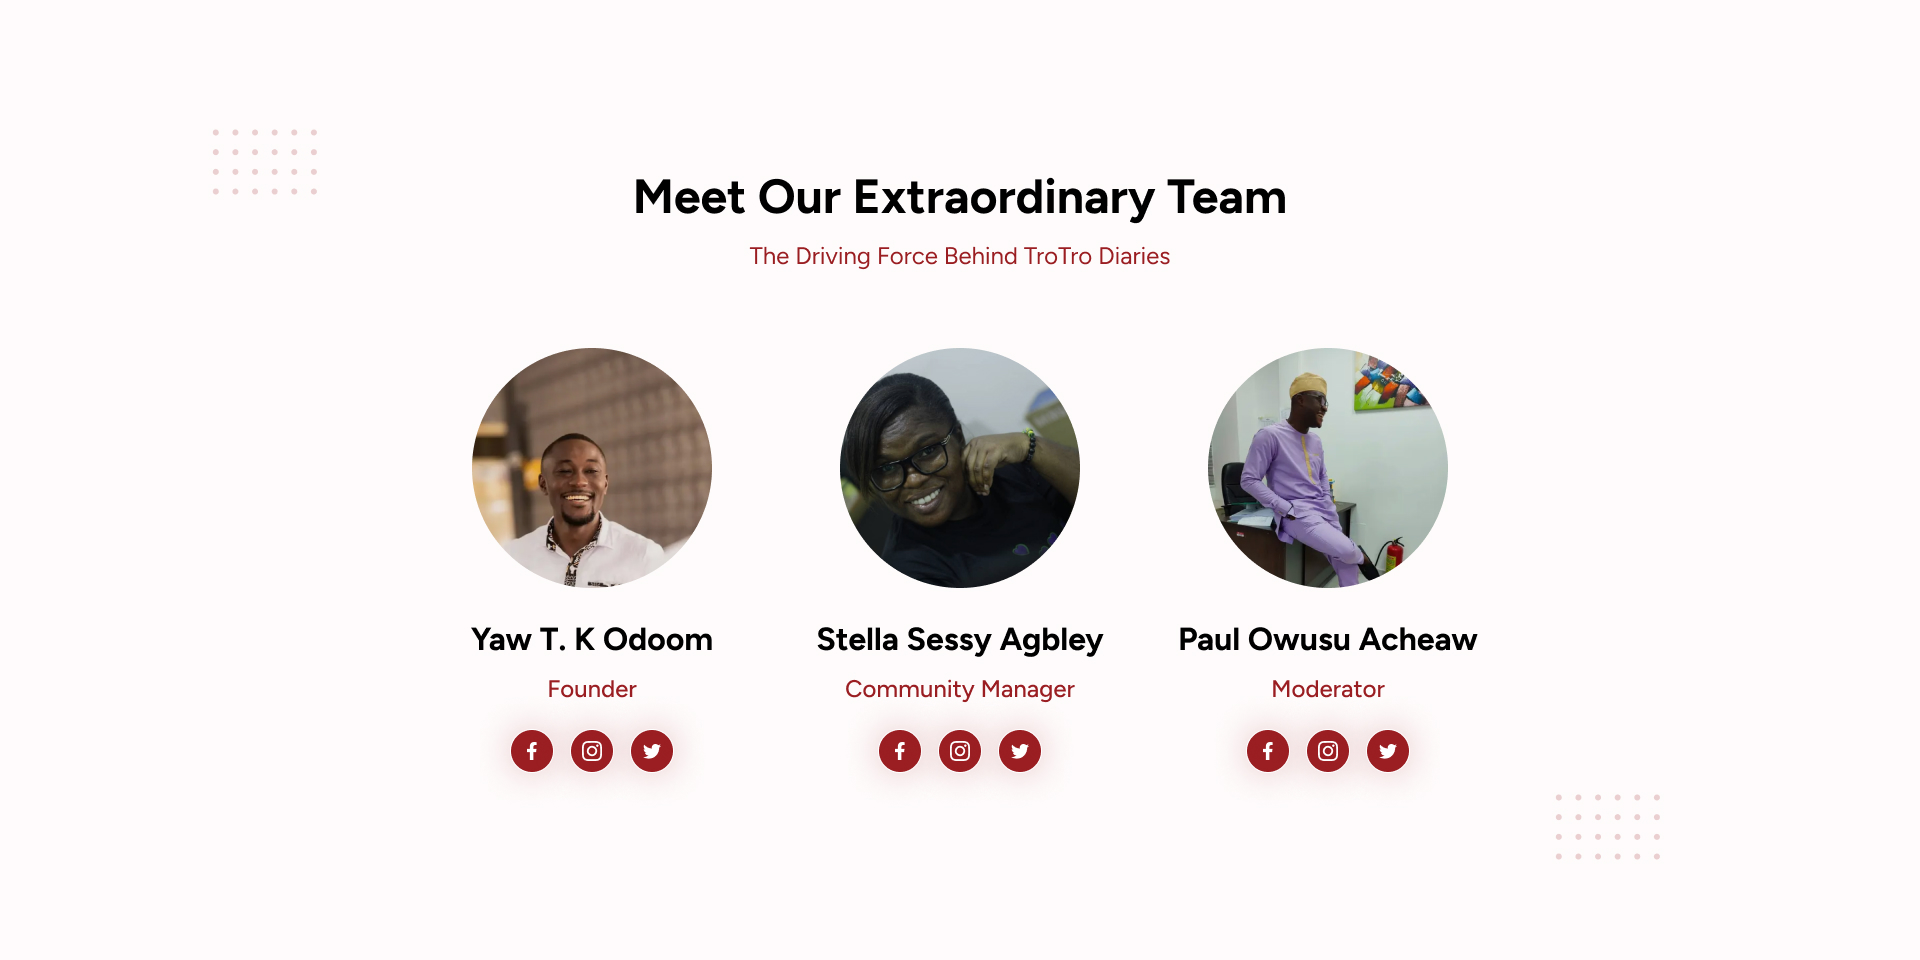 Meet Our Extraordinary Team
The Driving Force Behind TroTro Diaries
Yaw T. K Odoom
Stella Sessy Agbley
Paul Owusu Acheaw
Founder
Community Manager
Moderator